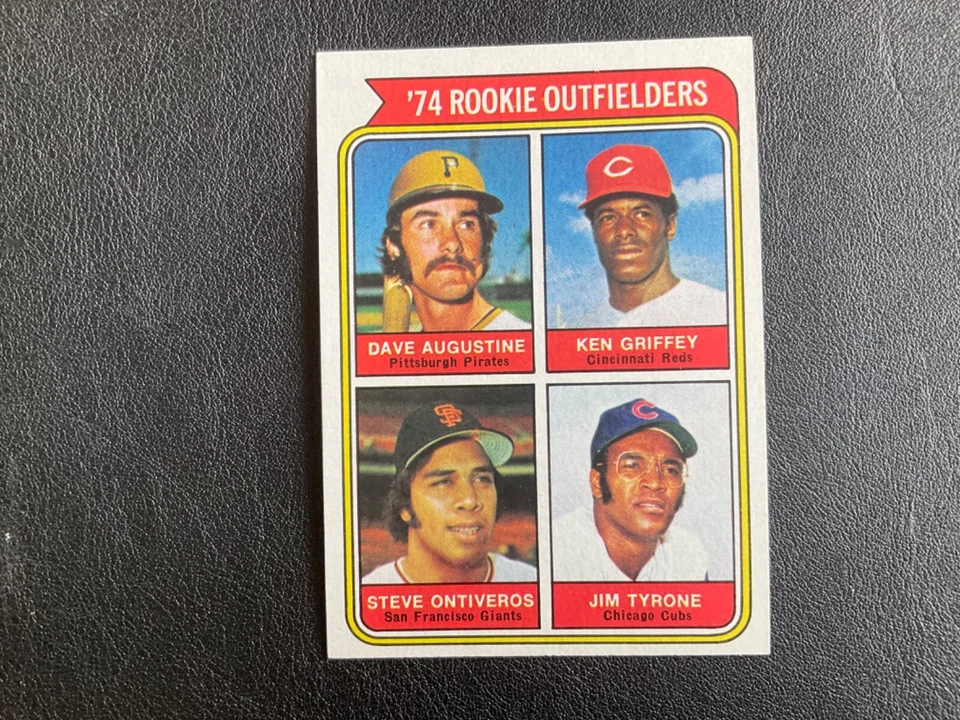 '74 ROOKIE OUTFIELDERS
P
C
DAVE AUGUSTINE
Pittsburgh Pirates
KEN GRIFFEY
Cincinnati Reds
SF
C
STEVE ONTIVEROS
San Francisco Giants
JIM TYRONE
Chicago Cubs